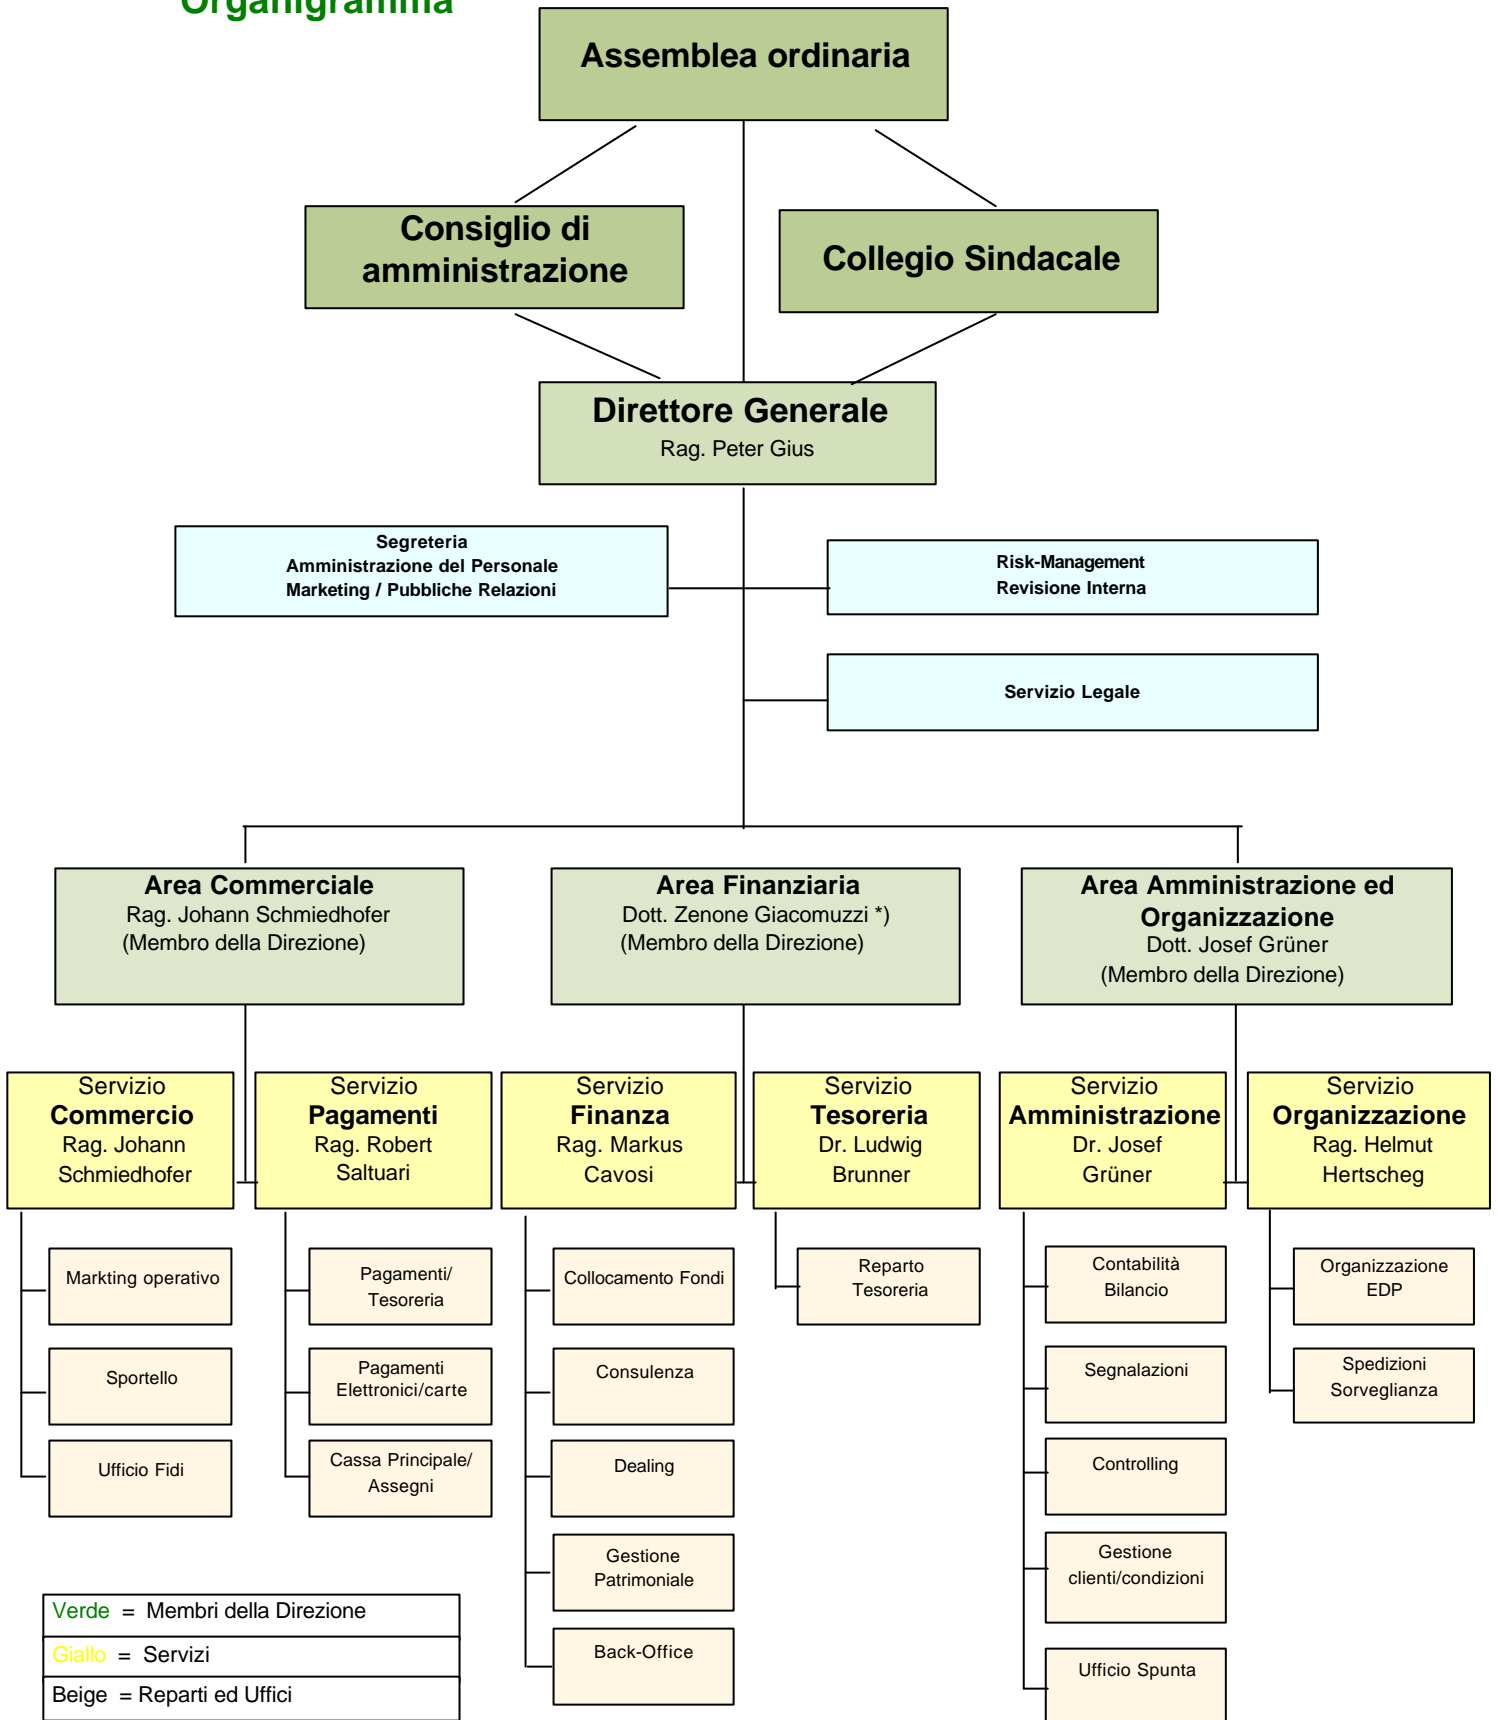 Organigramma
Assemblea ordinaria
Consiglio di
amministrazione
Collegio Sindacale
Direttore Generale
Rag. Peter Gius
Segreteria
Amministrazione del Personale
Marketing / Pubbliche Relazioni
Risk-Management
Revisione Interna
Servizio Legale
Area Commerciale
Rag. Johann Schmiedhofer
(Membro della Direzione)
Area Finanziaria
Dott. Zenone Giacomuzzi *)
(Membro della Direzione)
Area Amministrazione ed
Organizzazione
Dott. Josef Grüner
(Membro della Direzione)
Servizio
Commercio
Rag. Johann
Schmiedhofer
Servizio
Pagamenti
Rag. Robert
Saltuari
Servizio
Finanza
Rag. Markus
Cavosi
Servizio
Tesoreria
Dr. Ludwig
Brunner
Servizio
Amministrazione
Dr. Josef
Grüner
Servizio
Organizzazione
Rag. Helmut
Hertscheg
Markting operativo
Sportello
Ufficio Fidi
Pagamenti/
Tesoreria
Pagamenti
Elettronici/carte
Cassa Principale/
Assegni
Collocamento Fondi
Consulenza
Dealing
Gestione
Patrimoniale
Back-Office
Reparto
Tesoreria
Contabilità
Bilancio
Segnalazioni
Controlling
Gestione
clienti/condizioni
Ufficio Spunta
Organizzazione
EDP
Spedizioni
Sorveglianza
Verde = Membri della Direzione
Giallo = Servizi
Beige = Reparti ed Uffici